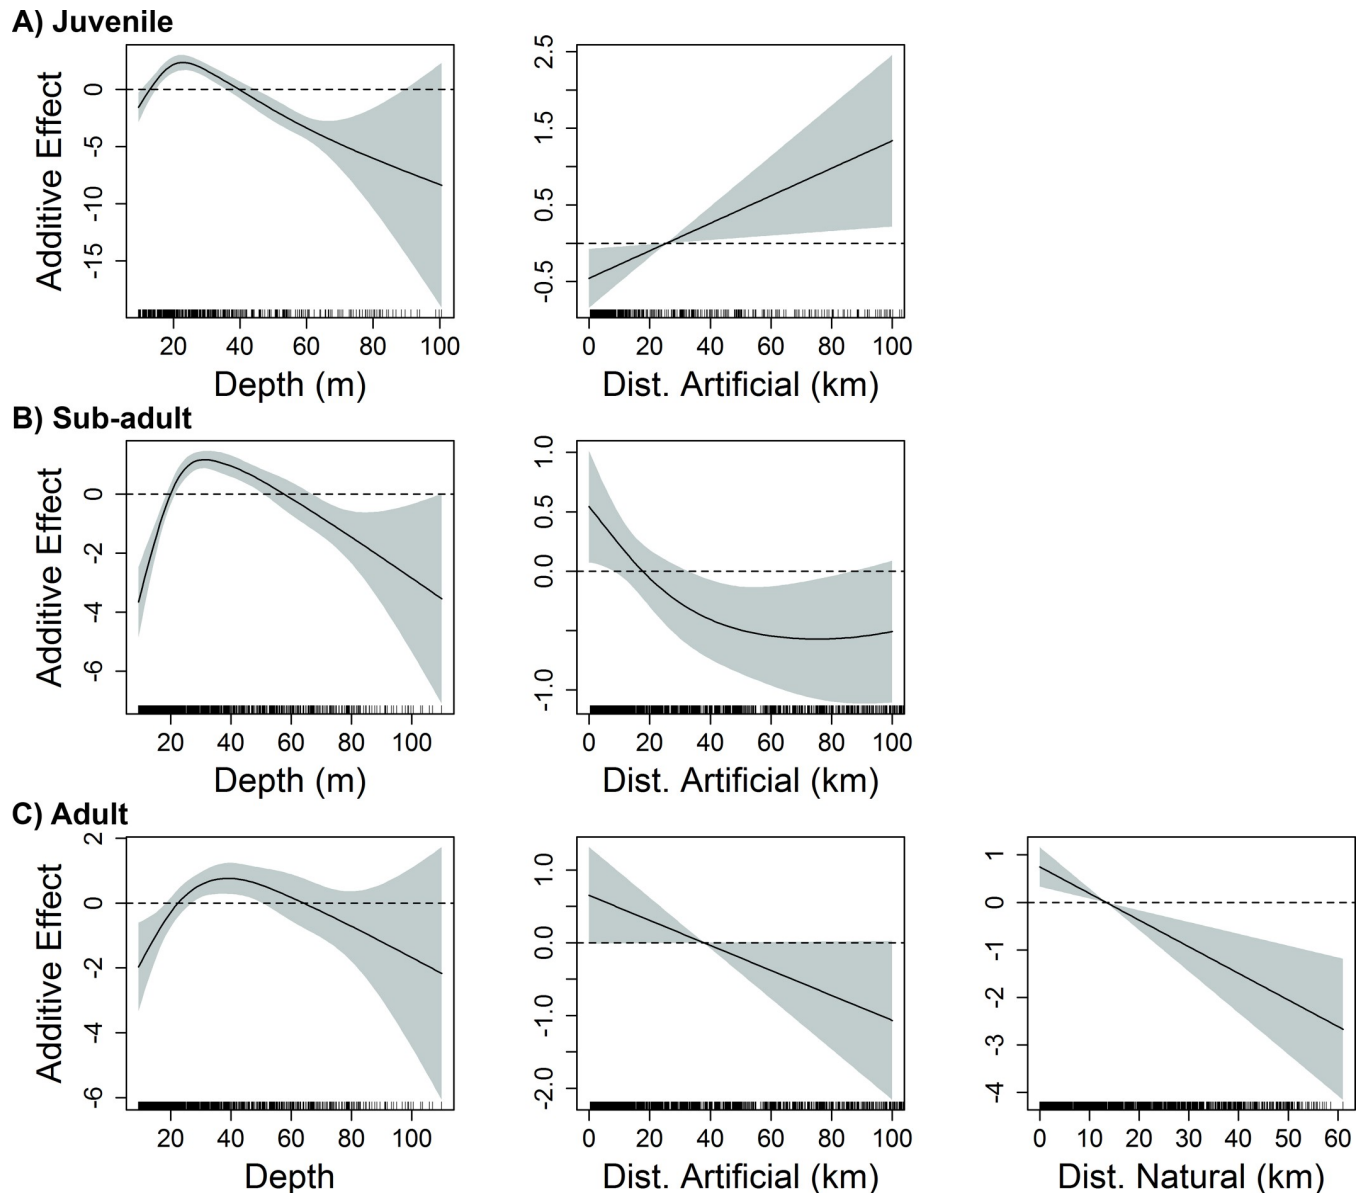 A) Juvenile
Additive Effect
0
-5
-10
-15
20 40 60 80 100
Depth (m)
2.5
1.5
0.5
-0.5
0 20 40 60 80 100
Dist. Artificial (km)
B) Sub-adult
Additive Effect
0
-2
-4
-6
20 40 60 80 100
Depth (m)
1.0
0.5
0.0
-1.0
0 20 40 60 80 100
Dist. Artificial (km)
C) Adult
Additive Effect
2
0
-2
-4
-6
20 40 60 80 100
Depth
1.0
0.0
-1.0
-2.0
0 20 40 60 80 100
Dist. Artificial (km)
1
0
-1
-2
-3
-4
0 10 20 30 40 50 60
Dist. Natural (km)